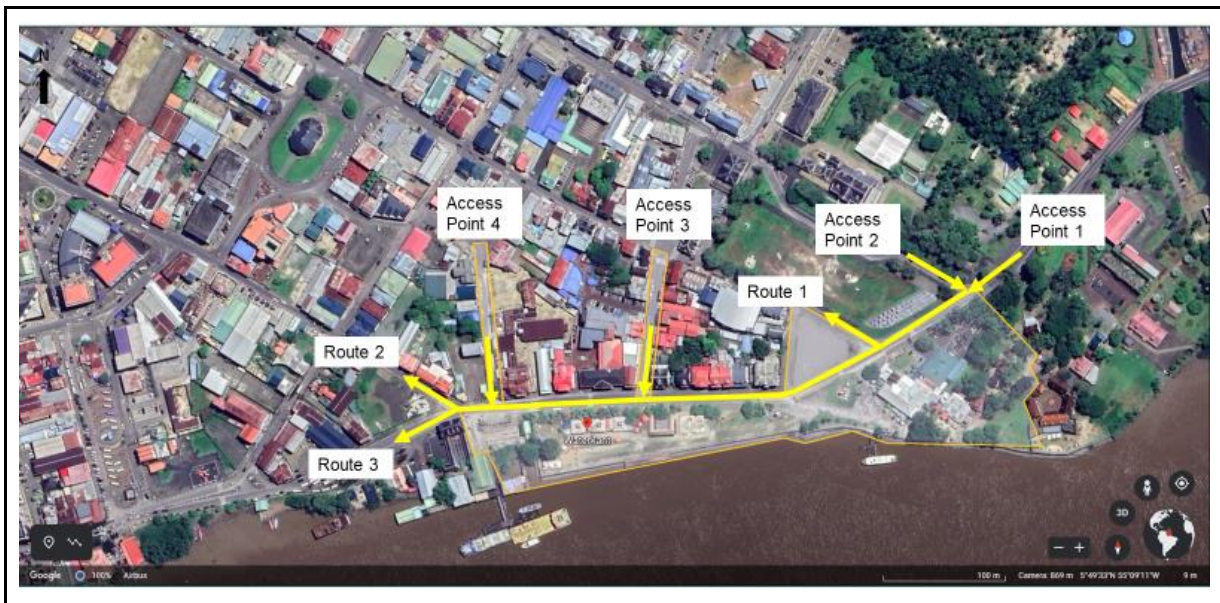 N
Access
Point 4
Access
Point 3
Access
Point 2
Access
Point 1
Route 1
Route 2
Route 3
Waterkant
3D
Google
100%
Airbus
100 m
Camera: 869 m
5°49'33"N 55°09'11"W
9 m